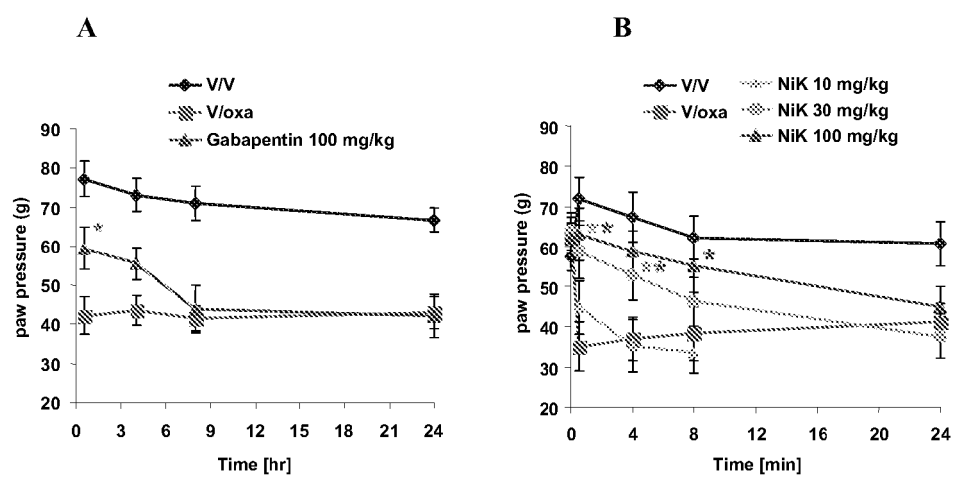 A
B
V/V
V/oxa
Gabapentin 100 mg/kg
V/V
V/oxa
NiK 10 mg/kg
NiK 30 mg/kg
NiK 100 mg/kg
paw pressure (g)
90
80
70
60
50
40
30
20
*
0 3 6 9 12 15 18 21 24
Time [hr]
paw pressure (g)
90
80
70
60
50
40
30
20
**
**
*
0 4 8 12 16 20 24
Time [min]